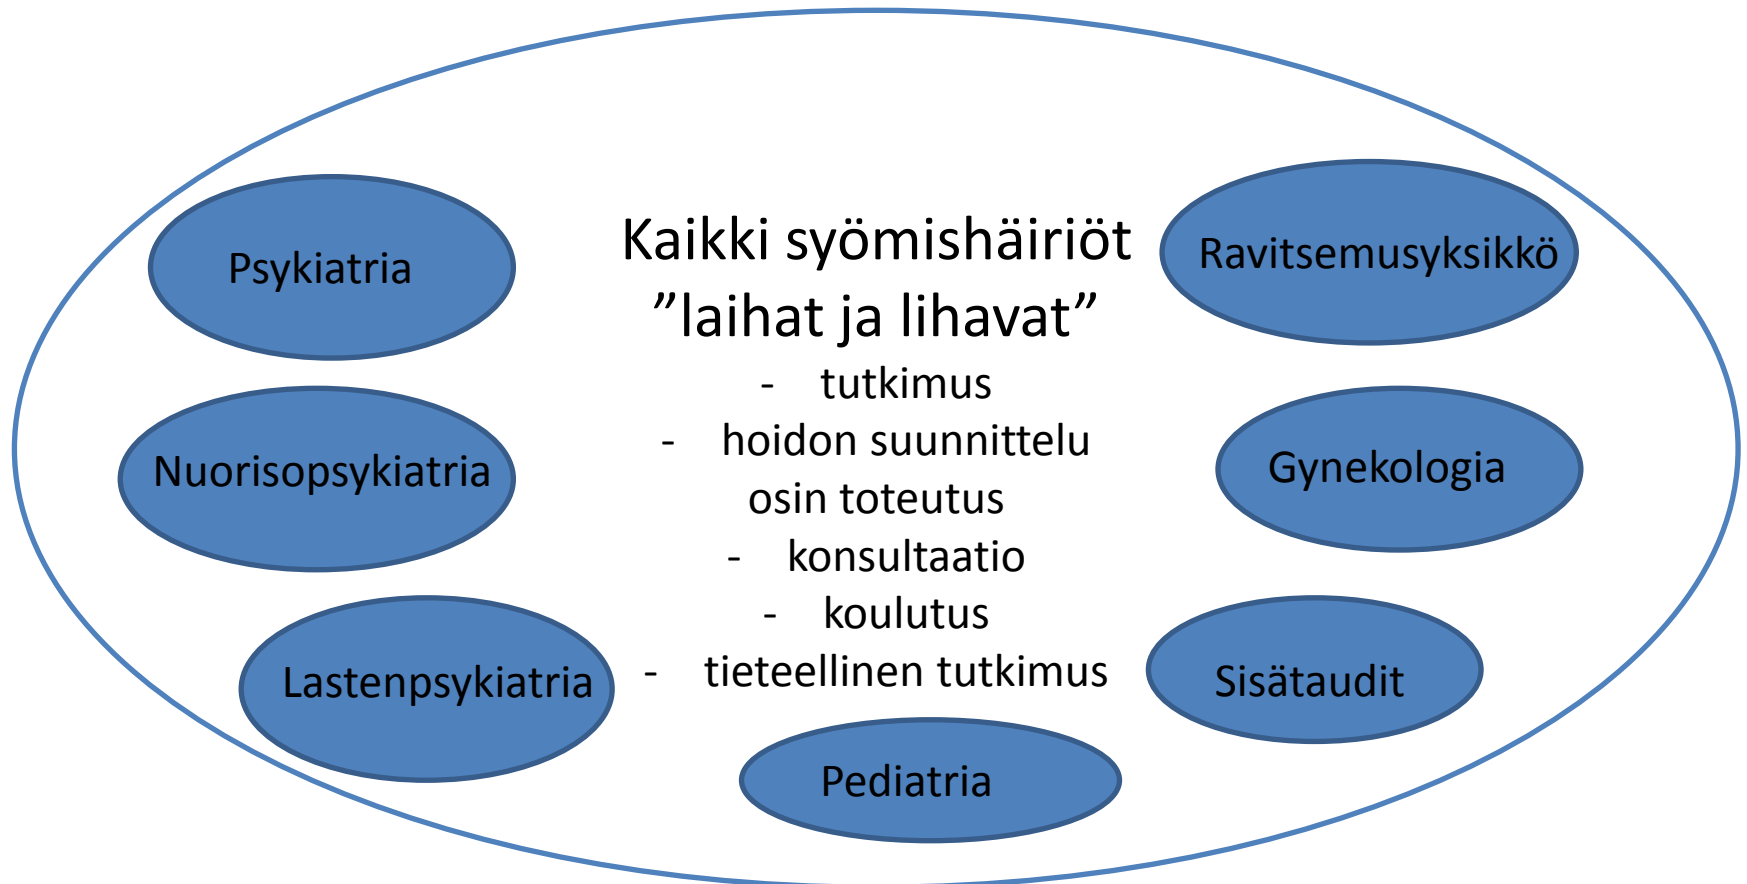 Kaikki syömishäiriöt
”laihat ja lihavat”
- tutkimus
- hoidon suunnittelu
osin toteutus
- konsultaatio
- koulutus
- tieteellinen tutkimus
Psykiatria
Nuorisopsykiatria
Lastenpsykiatria
Pediatria
Sisätaudit
Gynekologia
Ravitsemusyksikkö